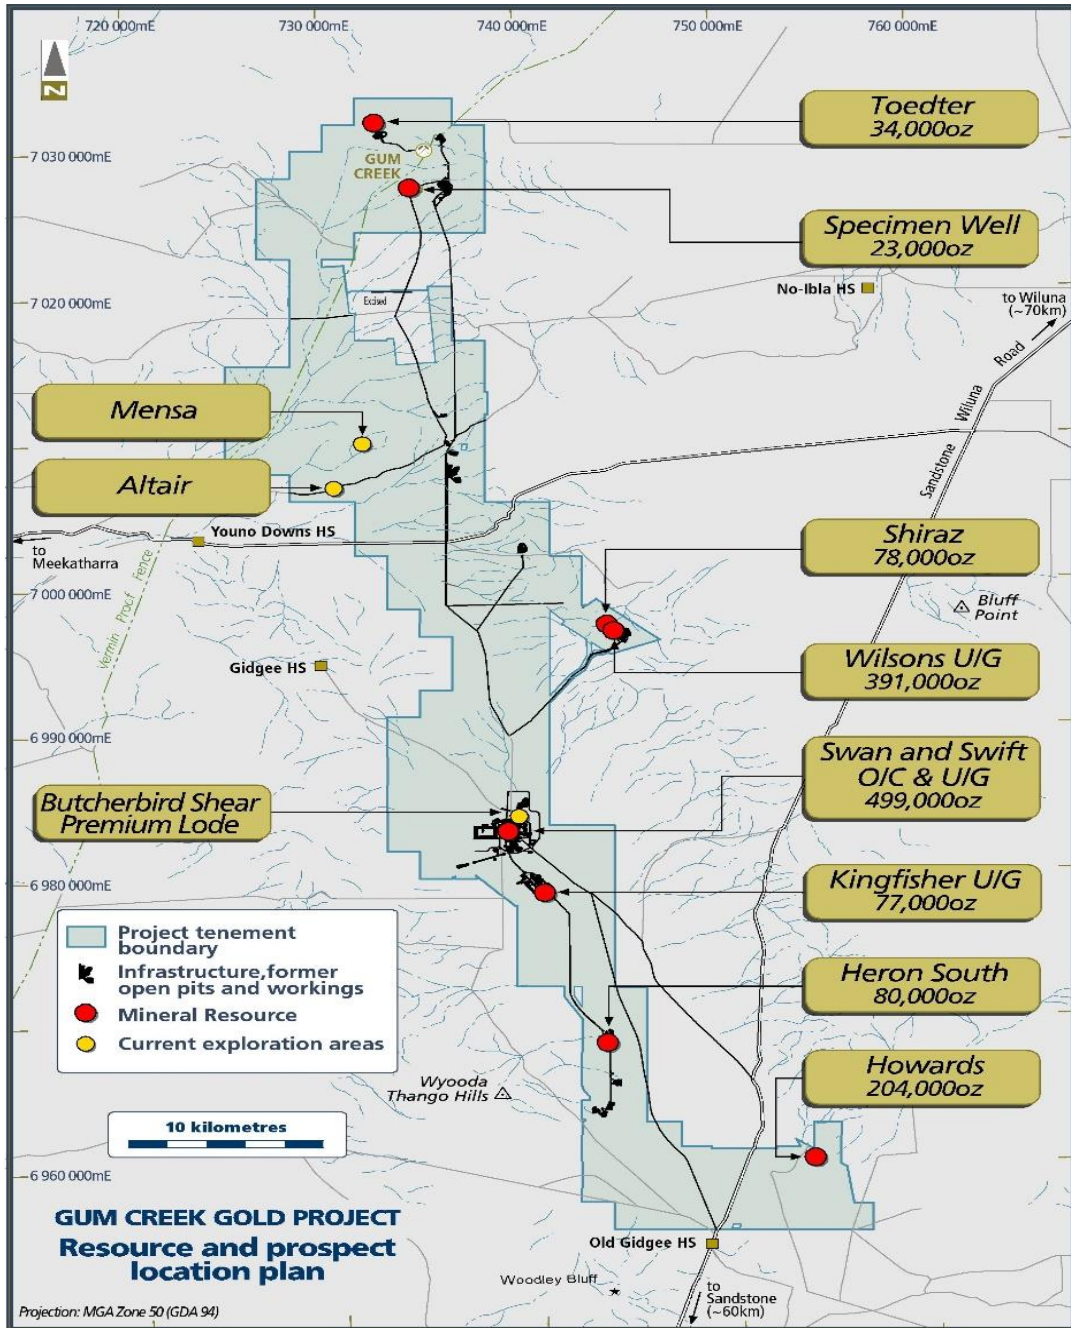 720 000mE
730 000mE
740 000mE
750 000mE
760 000mE
N
Toedter
34,000oz
7 030 000mE
GUM
CREEK
Specimen Well
23,000oz
No-Ibla HS
to Wiluna
(~70km)
7 020 000mE
Excised
Road
Wiluna
Sandstone
Mensa
Altair
Youno Downs HS
to
Meekatharra
Shiraz
78,000oz
7 000 000mE
Bluff
Point
Vermin Proof Fence
Gidgee HS
Wilsons U/G
391,000oz
6 990 000mE
Swan and Swift
O/C & U/G
499,000oz
Butcherbird Shear
Premium Lode
6 980 000mE
Kingfisher U/G
77,000oz
Project tenement
boundary
Infrastructure,former
open pits and workings
Mineral Resource
Current exploration areas
Heron South
80,000oz
Wyooda
Thango Hills
Howards
204,000oz
10 kilometres
6 960 000mE
GUM CREEK GOLD PROJECT
Resource and prospect
location plan
Old Gidgee HS
Woodley Bluff
to
Sandstone
(~60km)
Projection: MGA Zone 50 (GDA 94)